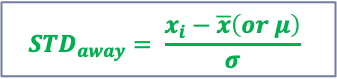 STD_away = (x_i − x̄ (or μ)) / σ